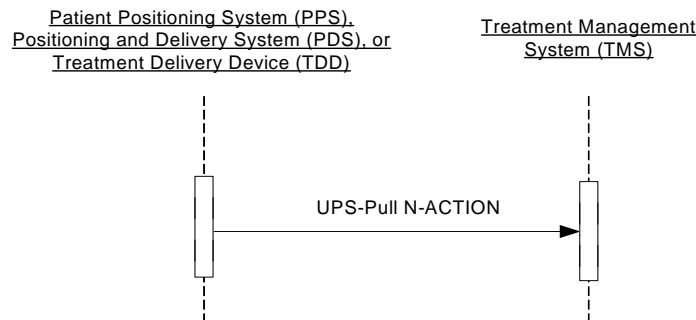 Patient Positioning System (PPS),
Positioning and Delivery System (PDS), or
Treatment Delivery Device (TDD)
Treatment Management
System (TMS)
UPS-Pull N-ACTION